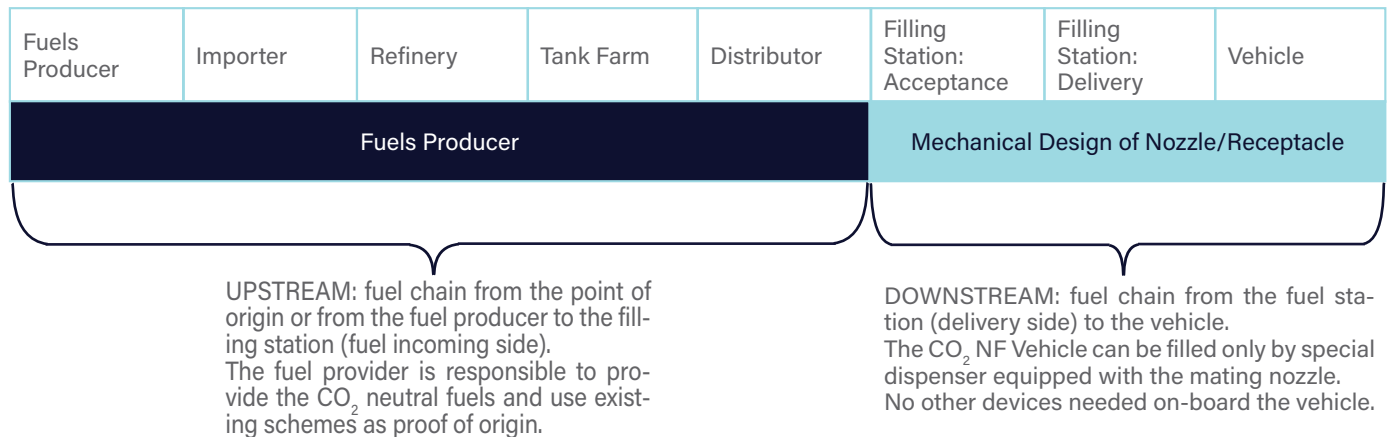 Fuels
Producer
Importer
Refinery
Tank Farm
Distributor
Filling
Station:
Acceptance
Filling
Station:
Delivery
Vehicle
Fuels Producer
Mechanical Design of Nozzle/Receptacle
UPSTREAM: fuel chain from the point of
origin or from the fuel producer to the fill-
ing station (fuel incoming side).
The fuel provider is responsible to pro-
vide the CO₂ neutral fuels and use exist-
ing schemes as proof of origin.
DOWNSTREAM: fuel chain from the fuel sta-
tion (delivery side) to the vehicle.
The CO₂ NF Vehicle can be filled only by special
dispenser equipped with the mating nozzle.
No other devices needed on-board the vehicle.